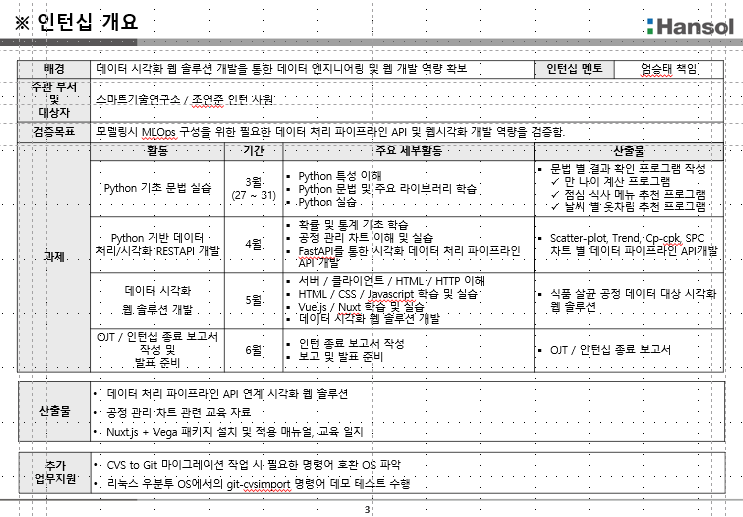 ※ 인턴십 개요
Hansol
배경
데이터 시각화 웹 솔루션 개발을 통한 데이터 엔지니어링 및 웹 개발 역량 확보
인턴십 멘토
엄승태 책임
주관 부서
및
대상자
스마트기술연구소 / 조연준 인턴 사원
검증목표
모델링시 MLOps 구성을 위한 필요한 데이터 처리 파이프라인 API 및 웹시각화 개발 역량을 검증함.
과제
활동
기간
주요 세부활동
산출물
Python 기초 문법 실습
3월
(27 ~ 31)
▪ Python 특성 이해
▪ Python 문법 및 주요 라이브러리 학습
▪ Python 실습
▪ 문법 별 결과 확인 프로그램 작성
✓ 만 나이 계산 프로그램
✓ 점심 식사 메뉴 추천 프로그램
✓ 날씨 별 옷차림 추천 프로그램
Python 기반 데이터
처리/시각화 RESTAPI 개발
4월
▪ 확률 및 통계 기초 학습
▪ 공정 관리 차트 이해 및 실습
▪ FastAPI를 통한 시각화 데이터 처리 파이프라인
API 개발
▪ Scatter-plot, Trend, Cp-cpk, SPC
차트 별 데이터 파이프라인 API개발
데이터 시각화
웹 솔루션 개발
5월
▪ 서버 / 클라이언트 / HTML / HTTP 이해
▪ HTML / CSS / Javascript 학습 및 실습
▪ Vue.js / Nuxt 학습 및 실습
▪ 데이터 시각화 웹 솔루션 개발
▪ 식품 살균 공정 데이터 대상 시각화
웹 솔루션
OJT / 인턴십 종료 보고서
작성 및
발표 준비
6월
▪ 인턴 종료 보고서 작성
▪ 보고 및 발표 준비
▪ OJT / 인턴십 종료 보고서
산출물
• 데이터 처리 파이프라인 API 연계 시각화 웹 솔루션
• 공정 관리 차트 관련 교육 자료
• Nuxt.js + Vega 패키지 설치 및 적용 매뉴얼, 교육 일지
추가
업무지원
• CVS to Git 마이그레이션 작업 시 필요한 명령어 호환 OS 파악
• 리눅스 우분투 OS에서의 git-cvsimport 명령어 데모 테스트 수행
3